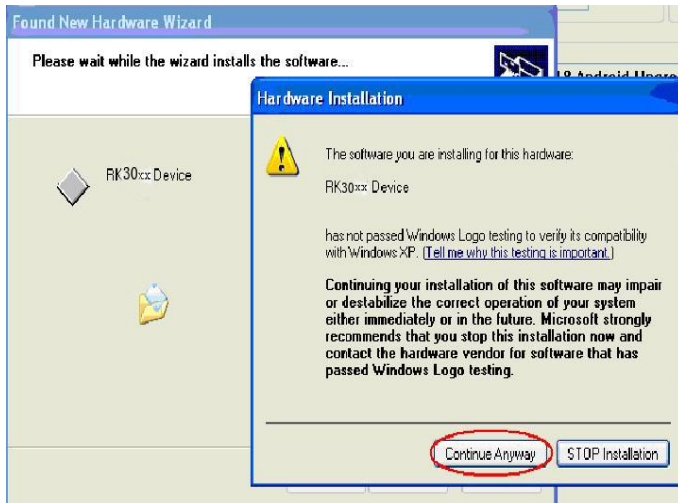 Found New Hardware Wizard
Please wait while the wizard installs the software...
Hardware Installation
RK30xx Device
The software you are installing for this hardware:
RK30xx Device
has not passed Windows Logo testing to verify its compatibility
with Windows XP. (Tell me why this testing is important.)
Continuing your installation of this software may impair
or destabilize the correct operation of your system
either immediately or in the future. Microsoft strongly
recommends that you stop this installation now and
contact the hardware vendor for software that has
passed Windows Logo testing.
Continue Anyway
STOP Installation